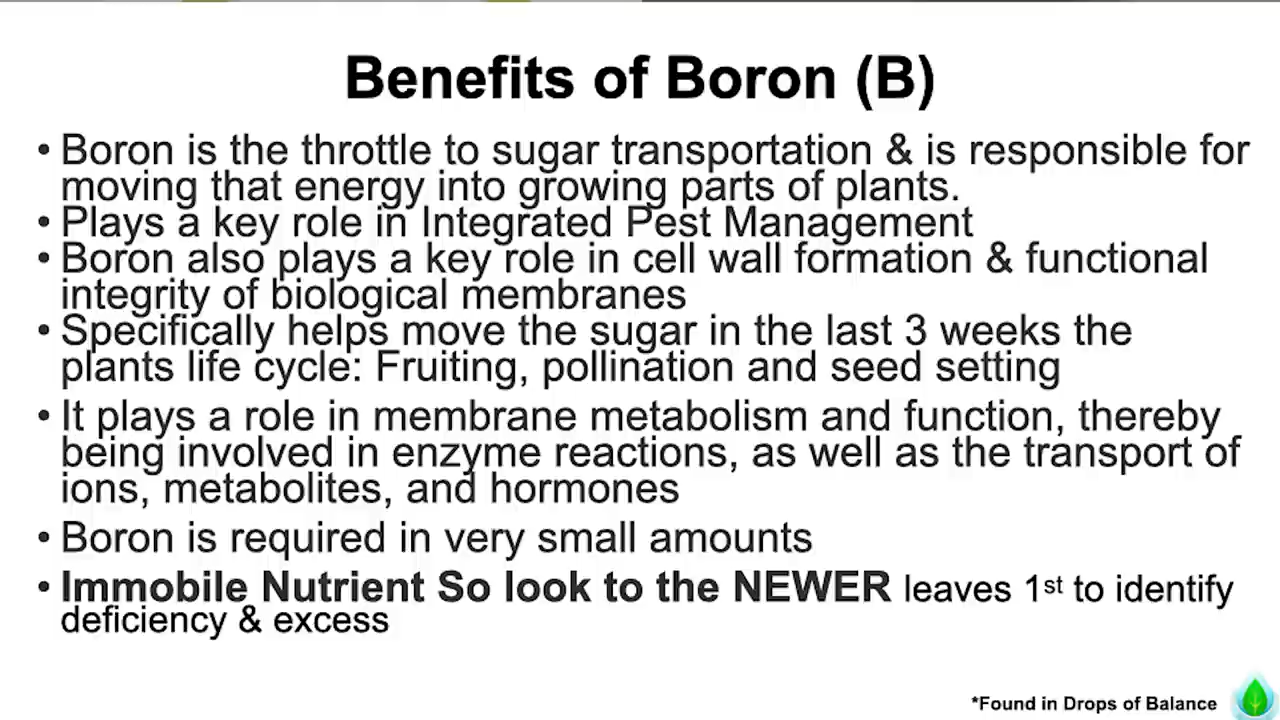 Benefits of Boron (B)
• Boron is the throttle to sugar transportation & is responsible for
moving that energy into growing parts of plants.
• Plays a key role in Integrated Pest Management
• Boron also plays a key role in cell wall formation & functional
integrity of biological membranes
• Specifically helps move the sugar in the last 3 weeks the
plants life cycle: Fruiting, pollination and seed setting
• It plays a role in membrane metabolism and function, thereby
being involved in enzyme reactions, as well as the transport of
ions, metabolites, and hormones
• Boron is required in very small amounts
• Immobile Nutrient So look to the NEWER leaves 1st to identify
deficiency & excess
*Found in Drops of Balance